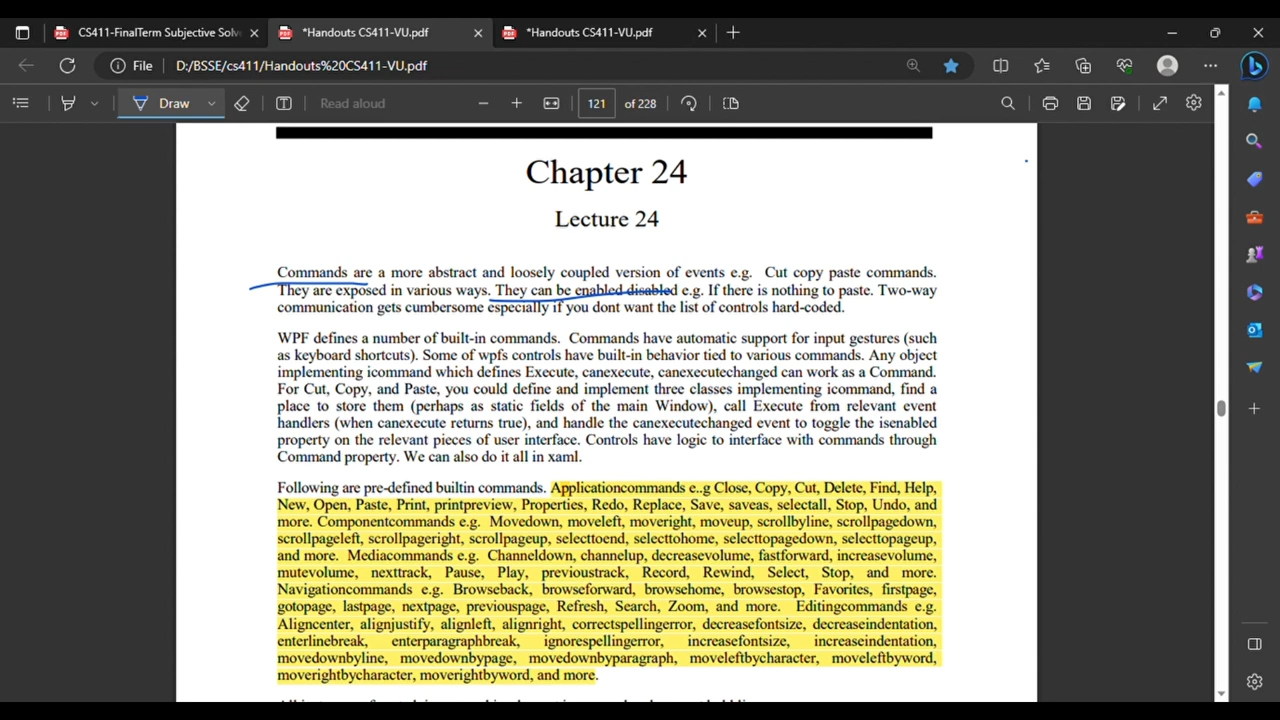 CS411-FinalTerm Subjective Solv
*Handouts CS411-VU.pdf
*Handouts CS411-VU.pdf
File D:/BSSE/cs411/Handouts%20CS411-VU.pdf
Draw Read aloud 121 of 228
Chapter 24
Lecture 24
Commands are a more abstract and loosely coupled version of events e.g. Cut copy paste commands.
They are exposed in various ways. They can be enabled disabled e.g. If there is nothing to paste. Two-way
communication gets cumbersome especially if you dont want the list of controls hard-coded.
WPF defines a number of built-in commands. Commands have automatic support for input gestures (such
as keyboard shortcuts). Some of wpfs controls have built-in behavior tied to various commands. Any object
implementing icommand which defines Execute, canexecute, canexecutechanged can work as a Command.
For Cut, Copy, and Paste, you could define and implement three classes implementing icommand, find a
place to store them (perhaps as static fields of the main Window), call Execute from relevant event
handlers (when canexecute returns true), and handle the canexecutechanged event to toggle the isenabled
property on the relevant pieces of user interface. Controls have logic to interface with commands through
Command property. We can also do it all in xaml.
Following are pre-defined builtin commands. Applicationcommands e..g Close, Copy, Cut, Delete, Find, Help,
New, Open, Paste, Print, printpreview, Properties, Redo, Replace, Save, saveas, selectall, Stop, Undo, and
more. Componentcommands e.g. Movedown, moveleft, moveright, moveup, scrollbyline, scrollpagedown,
scrollpageleft, scrollpageright, scrollpageup, selecttoend, selecttohome, selecttopagedown, selecttopageup,
and more. Mediacommands e.g. Channeldown, channelup, decreasevolume, fastforward, increasevolume,
mutevolume, nexttrack, Pause, Play, previoustrack, Record, Rewind, Select, Stop, and more.
Navigationcommands e.g. Browseback, browseforward, browsehome, browsestop, Favorites, firstpage,
gotopage, lastpage, nextpage, previouspage, Refresh, Search, Zoom, and more. Editingcommands e.g.
Aligncenter, alignjustify, alignleft, alignright, correctspellingerror, decreasefontsize, decreaseindentation,
enterlinebreak, enterparagraphbreak, ignorespellingerror, increasefontsize, increaseindentation,
movedownbyline, movedownbypage, movedownbyparagraph, moveleftbycharacter, moveleftbyword,
moverightbycharacter, moverightbyword, and more.